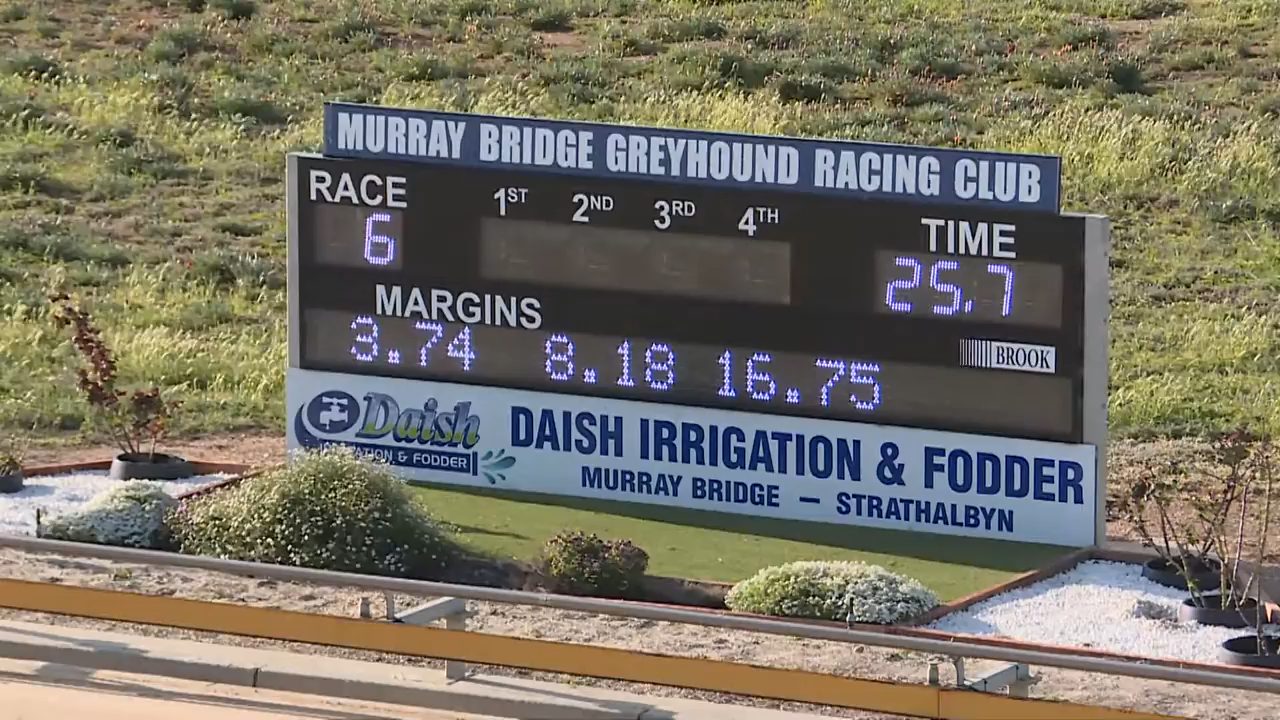 MURRAY BRIDGE GREYHOUND RACING CLUB
RACE 1ST 2ND 3RD 4TH TIME
6 25.7
MARGINS
3.74 8.18 16.75
BROOK
Daish
& FODDER
DAISH IRRIGATION & FODDER
MURRAY BRIDGE – STRATHALBYN